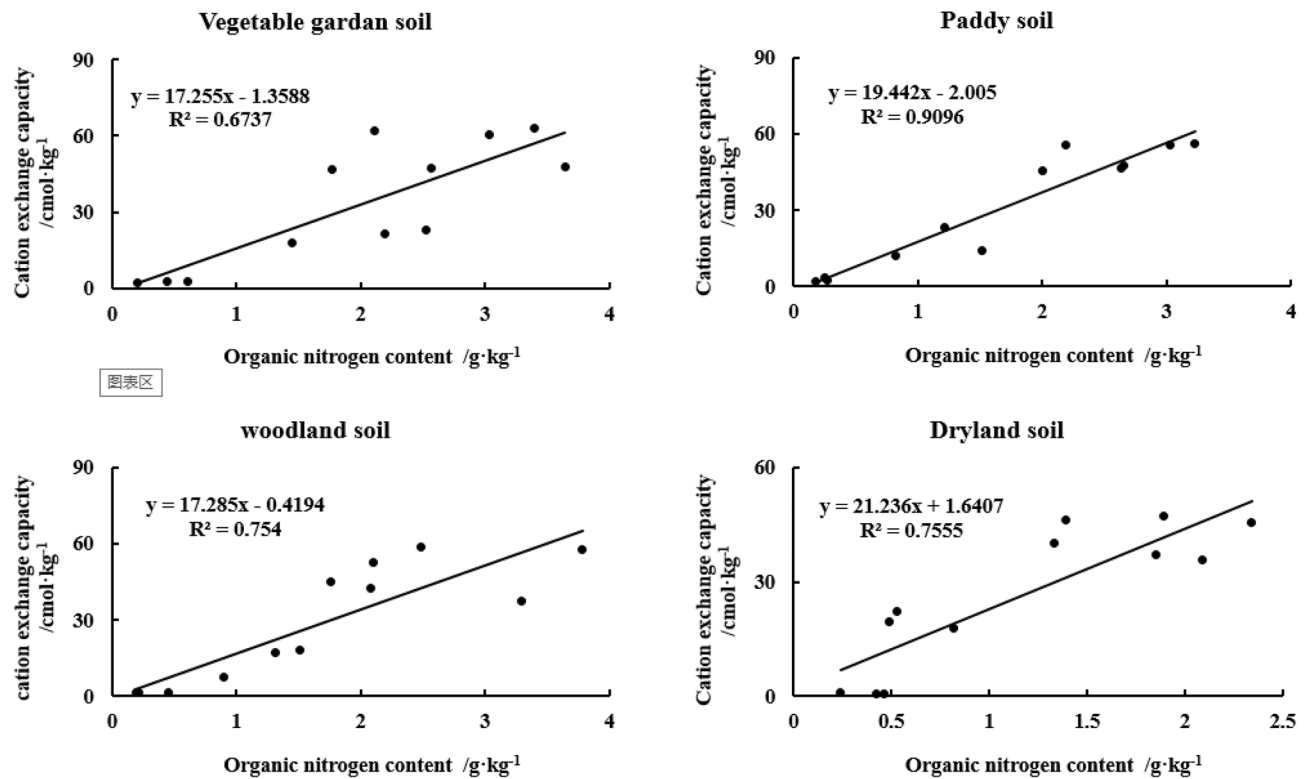 Vegetable gardan soil
Cation exchange capacity
/cmol·kg⁻¹
90
60
30
0
y = 17.255x - 1.3588
R² = 0.6737
0 1 2 3 4
Organic nitrogen content /g·kg⁻¹
Paddy soil
Cation exchange capacity
/cmol·kg⁻¹
90
60
30
0
y = 19.442x - 2.005
R² = 0.9096
0 1 2 3 4
Organic nitrogen content /g·kg⁻¹
图表区
woodland soil
cation exchange capacity
/cmol·kg⁻¹
90
60
30
0
y = 17.285x - 0.4194
R² = 0.754
0 1 2 3 4
Organic nitrogen content /g·kg⁻¹
Dryland soil
Cation exchange capacity
/cmol·kg⁻¹
60
30
0
y = 21.236x + 1.6407
R² = 0.7555
0 0.5 1 1.5 2 2.5
Organic nitrogen content /g·kg⁻¹